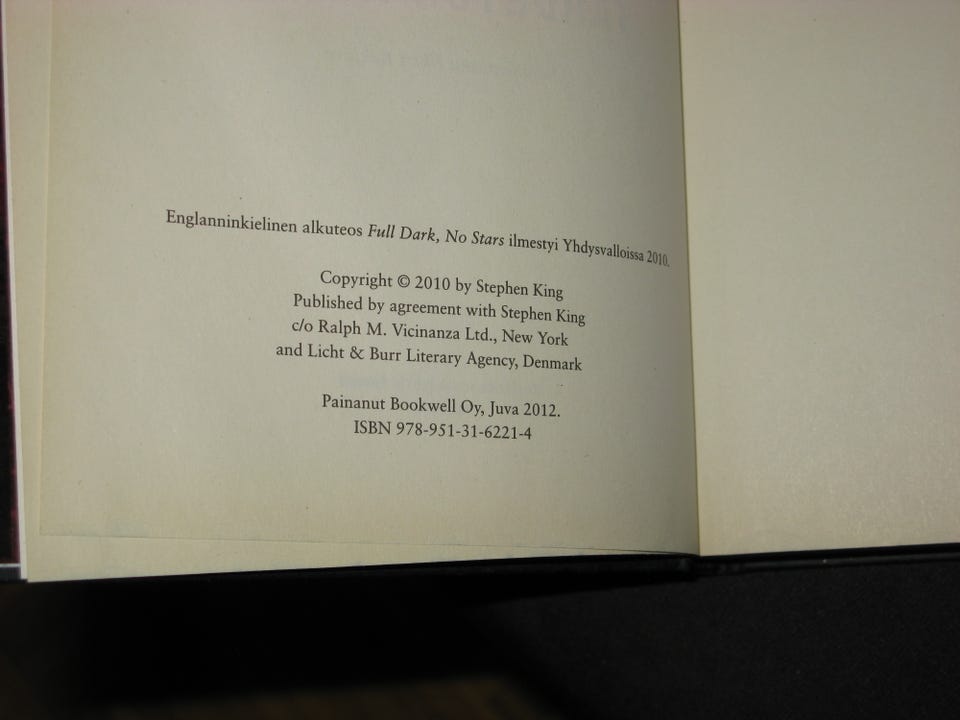 Englanninkielinen alkuteos Full Dark, No Stars ilmestyi Yhdysvalloissa 2010.
Copyright © 2010 by Stephen King
Published by agreement with Stephen King
c/o Ralph M. Vicinanza Ltd., New York
and Licht & Burr Literary Agency, Denmark
Painanut Bookwell Oy, Juva 2012.
ISBN 978-951-31-6221-4